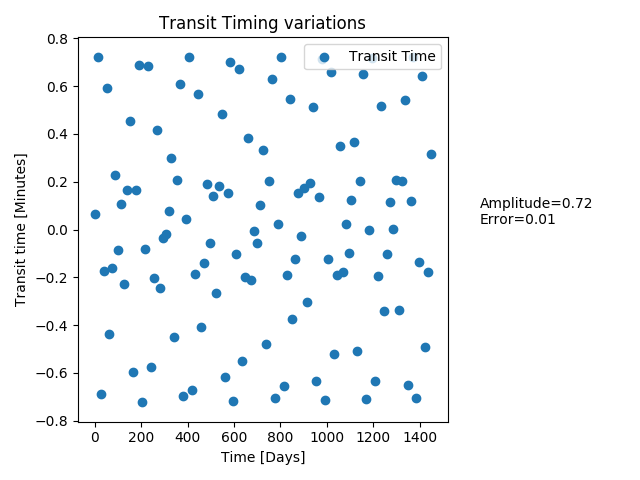 Transit Timing variations
Transit Time
0.8
0.6
0.4
0.2
0.0
−0.2
−0.4
−0.6
−0.8
Transit time [Minutes]
0
200
400
600
800
1000
1200
1400
Time [Days]
Amplitude=0.72
Error=0.01